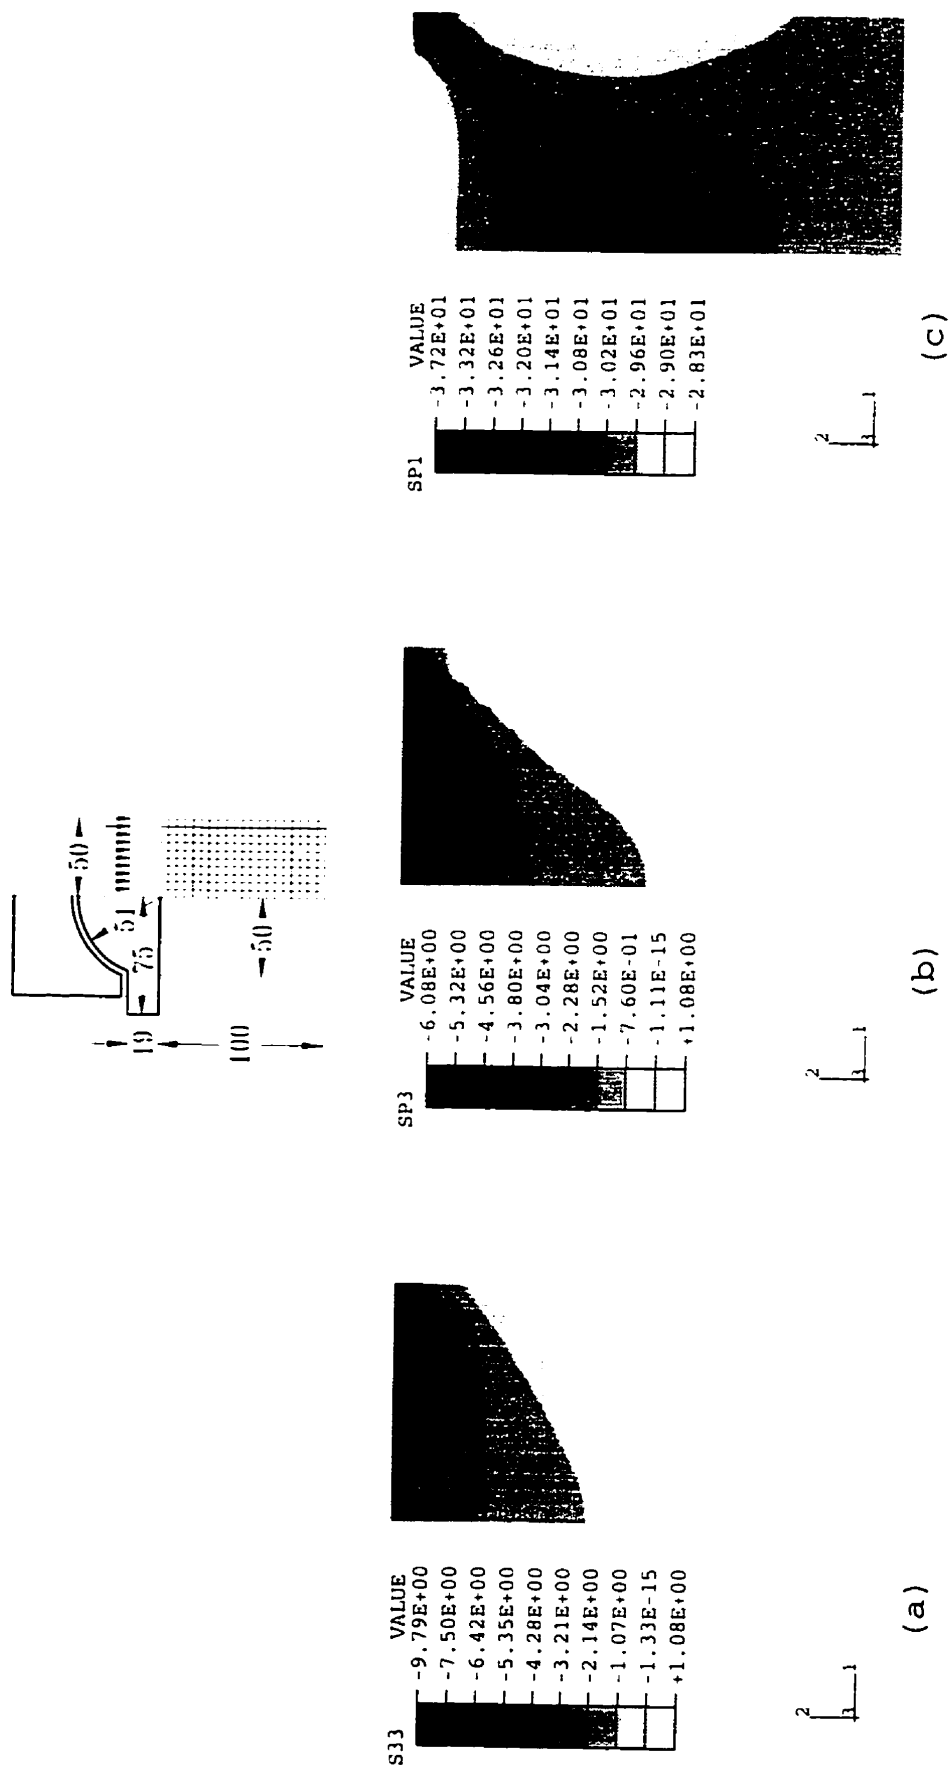 50
51
75
19
100
50
S33
VALUE
-9.79E+00
-7.50E+00
-6.42E+00
-5.35E+00
-4.28E+00
-3.21E+00
-2.14E+00
-1.07E+00
-1.33E-15
+1.08E+00
2
3
1
(a)
SP3
VALUE
-6.08E+00
-5.32E+00
-4.56E+00
-3.80E+00
-3.04E+00
-2.28E+00
-1.52E+00
-7.60E-01
-1.11E-15
+1.08E+00
2
3
1
(b)
SP1
VALUE
-3.72E+01
-3.32E+01
-3.26E+01
-3.20E+01
-3.14E+01
-3.08E+01
-3.02E+01
-2.96E+01
-2.90E+01
-2.83E+01
2
3
1
(c)